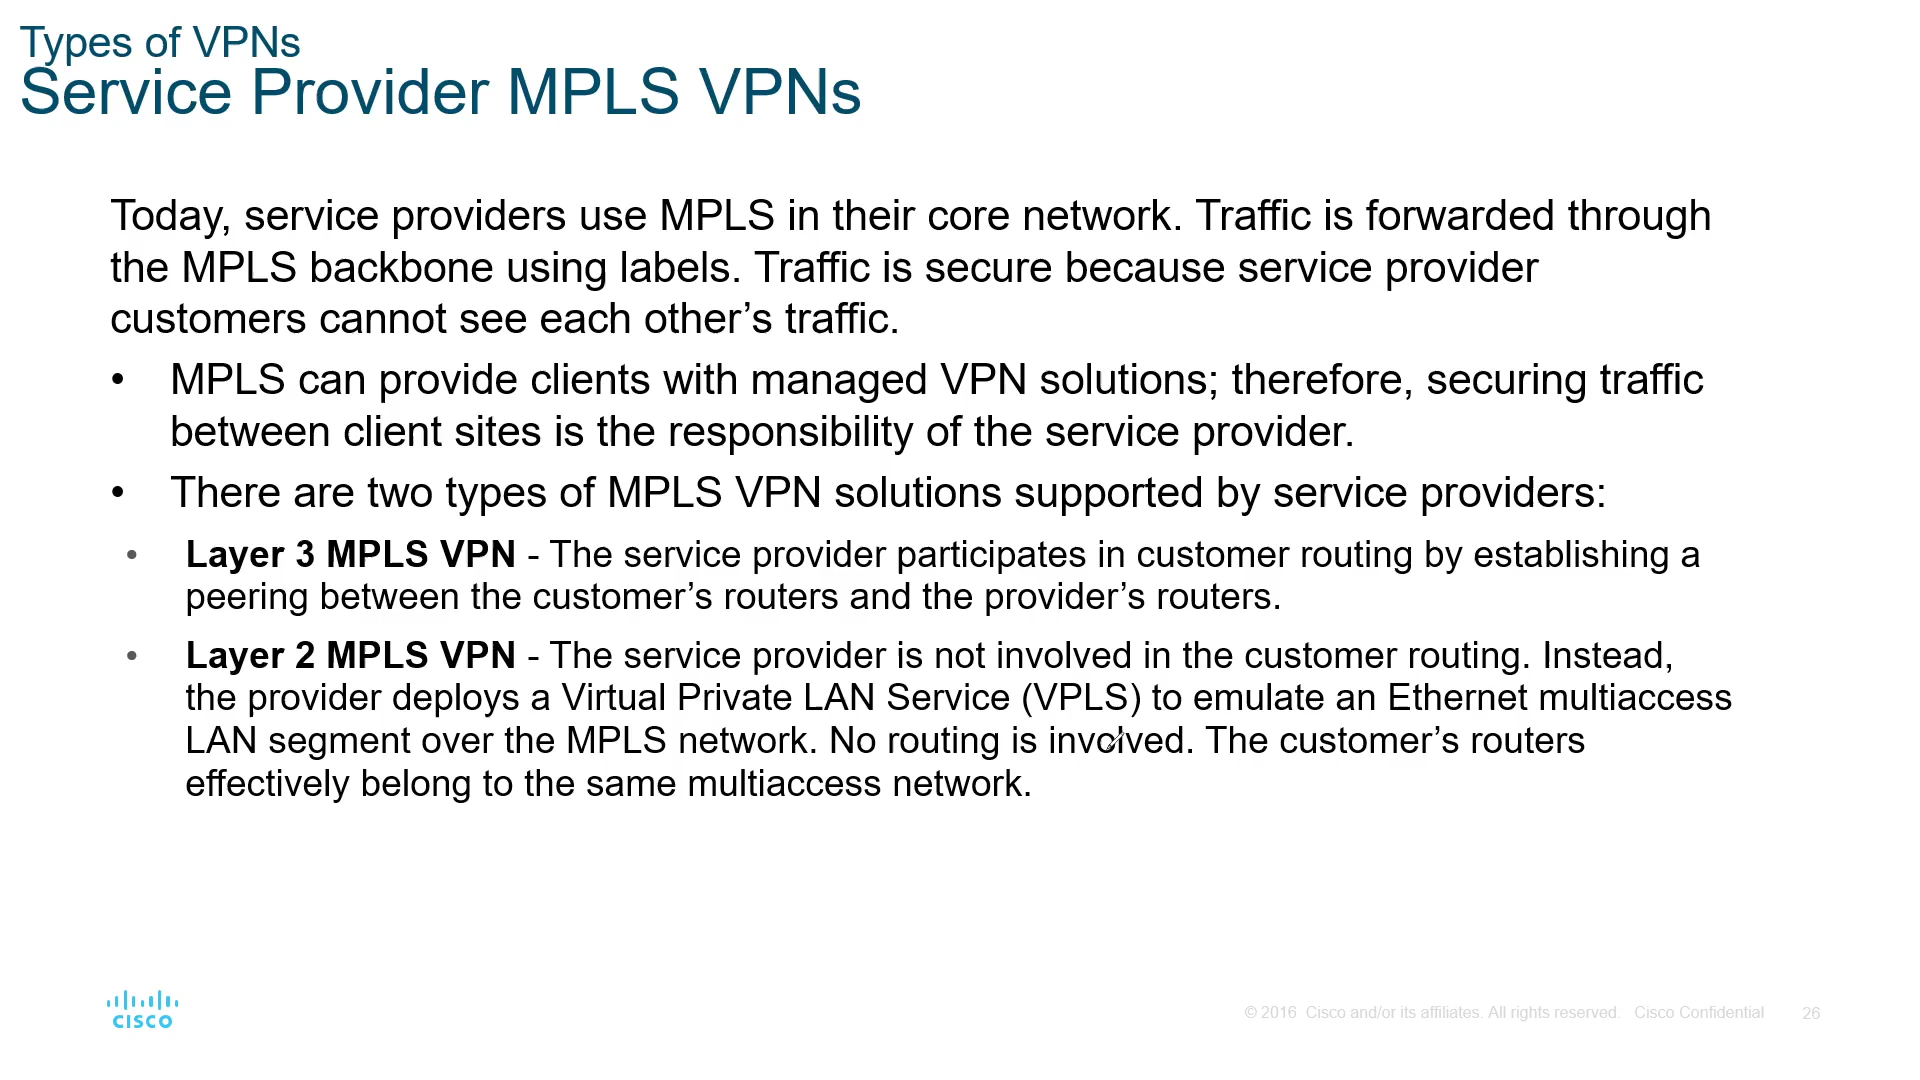 Types of VPNs
Service Provider MPLS VPNs
Today, service providers use MPLS in their core network. Traffic is forwarded through
the MPLS backbone using labels. Traffic is secure because service provider
customers cannot see each other’s traffic.
• MPLS can provide clients with managed VPN solutions; therefore, securing traffic
between client sites is the responsibility of the service provider.
• There are two types of MPLS VPN solutions supported by service providers:
• Layer 3 MPLS VPN - The service provider participates in customer routing by establishing a
peering between the customer’s routers and the provider’s routers.
• Layer 2 MPLS VPN - The service provider is not involved in the customer routing. Instead,
the provider deploys a Virtual Private LAN Service (VPLS) to emulate an Ethernet multiaccess
LAN segment over the MPLS network. No routing is involved. The customer’s routers
effectively belong to the same multiaccess network.
CISCO
© 2016 Cisco and/or its affiliates. All rights reserved. Cisco Confidential 26